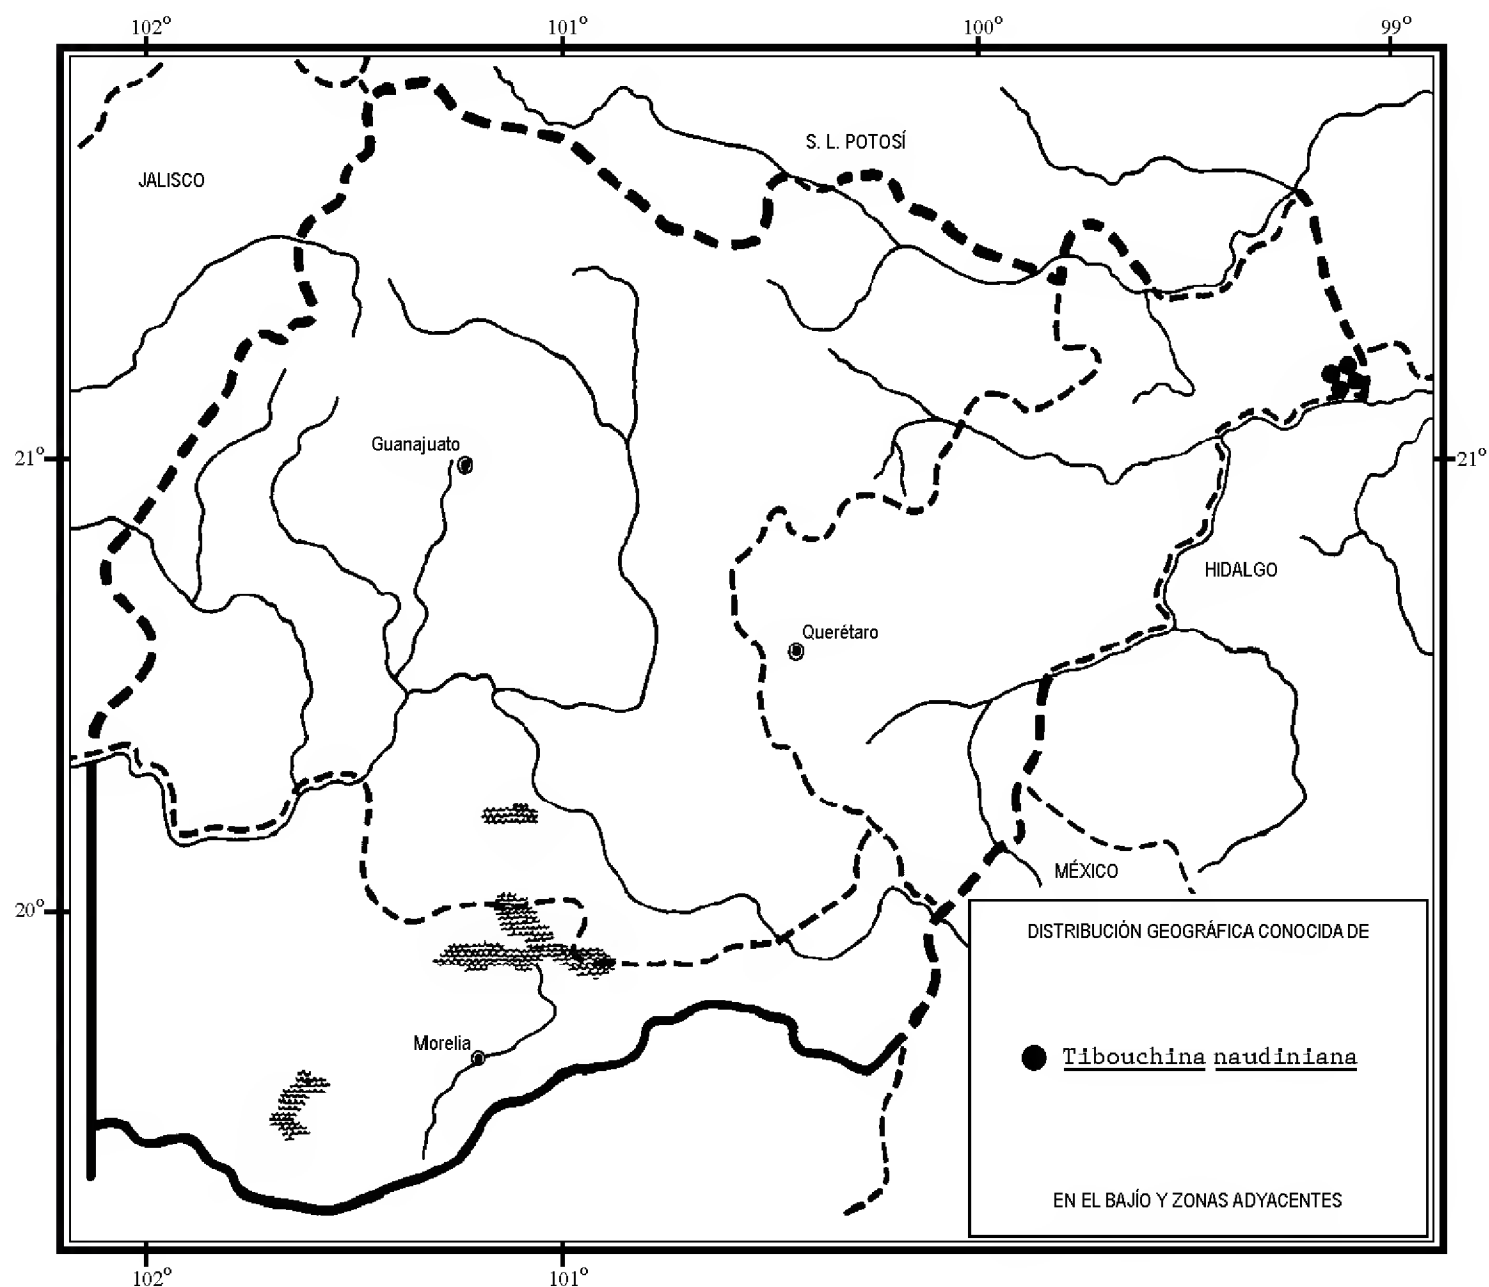 102° 101° 100° 99°
S. L. POTOSÍ
JALISCO
Guanajuato
21° 21°
HIDALGO
Querétaro
MÉXICO
20°
DISTRIBUCIÓN GEOGRÁFICA CONOCIDA DE
Morelia
Tibouchina naudiniana
EN EL BAJÍO Y ZONAS ADYACENTES
102° 101°